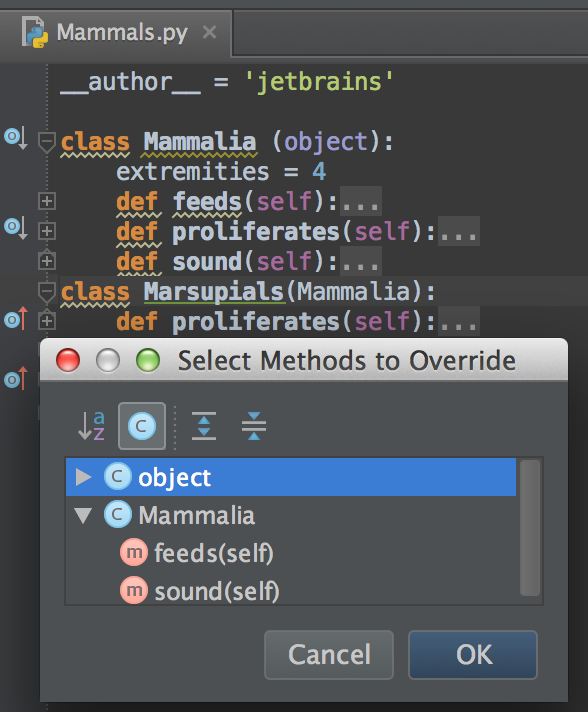 Mammals.py
__author__ = 'jetbrains'
class Mammalia (object):
extremities = 4
def feeds(self):...
def proliferates(self):...
def sound(self):...
class Marsupials(Mammalia):
def proliferates(self):...
Select Methods to Override
a
z
C
C object
C Mammalia
m feeds(self)
m sound(self)
Cancel OK